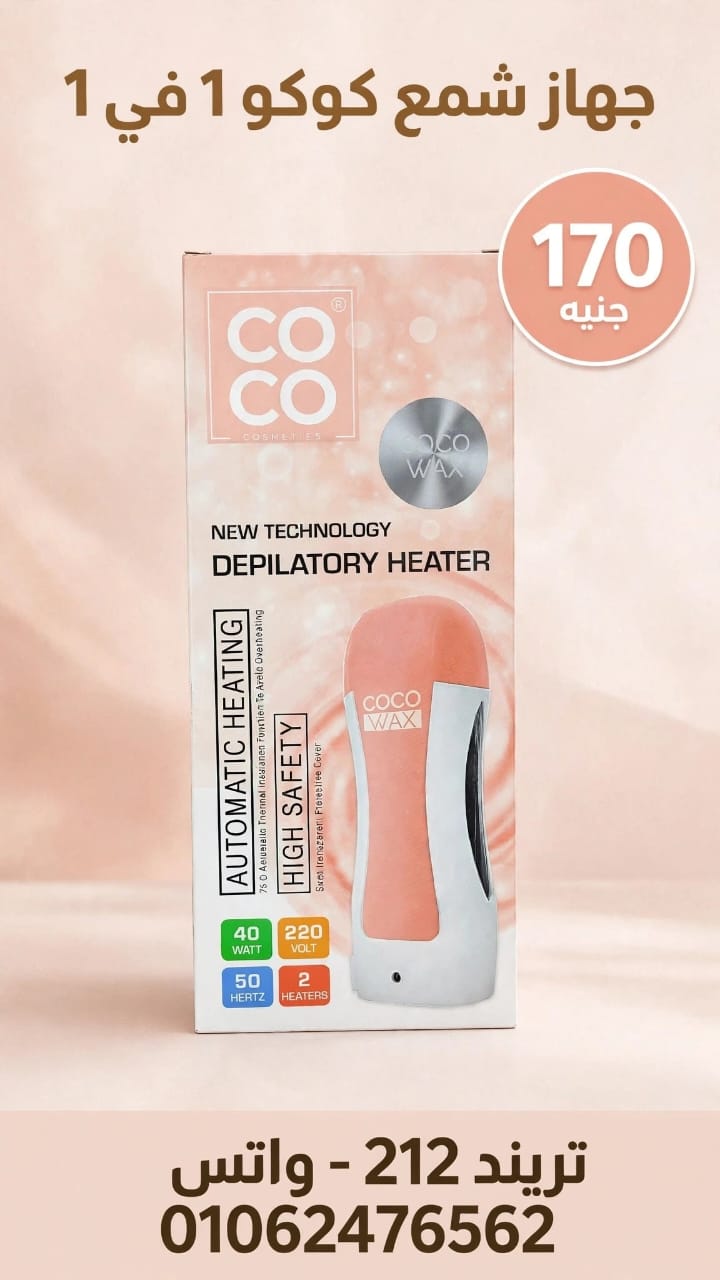 جهاز شمع كوكو 1 في 1
170
جنيه
CO
CO
®
COSMETICS
COCO
WAX
NEW TECHNOLOGY
DEPILATORY HEATER
AUTOMATIC HEATING
HIGH SAFETY
COCO
WAX
40
WATT
220
VOLT
50
HERTZ
2
HEATERS
تريند 212 - واتس
01062476562